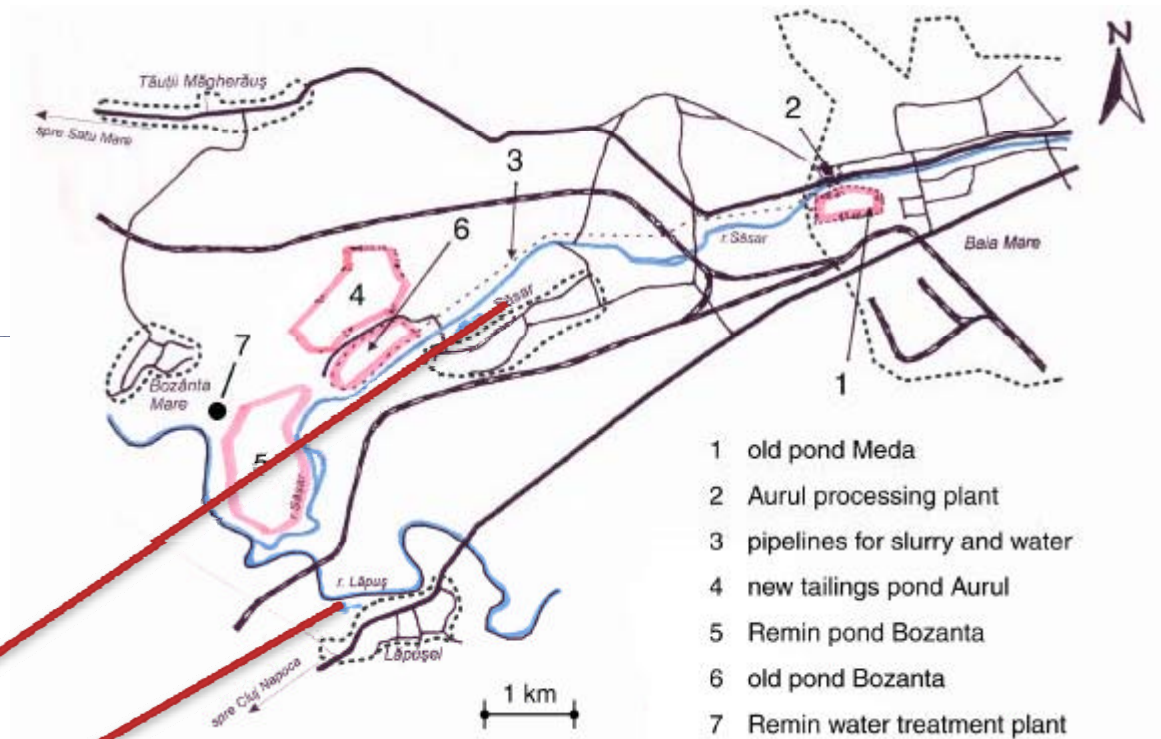 N
Tăuţii Măgherăuş
spre Satu Mare
2
3
r.Săsar
Baia Mare
6
4
Săsar
7
1
Bozânta
Mare
5
r.Săsar
r. Lăpuş
Lăpuşel
spre Cluj Napoca
1 km
1 old pond Meda
2 Aurul processing plant
3 pipelines for slurry and water
4 new tailings pond Aurul
5 Remin pond Bozanta
6 old pond Bozanta
7 Remin water treatment plant